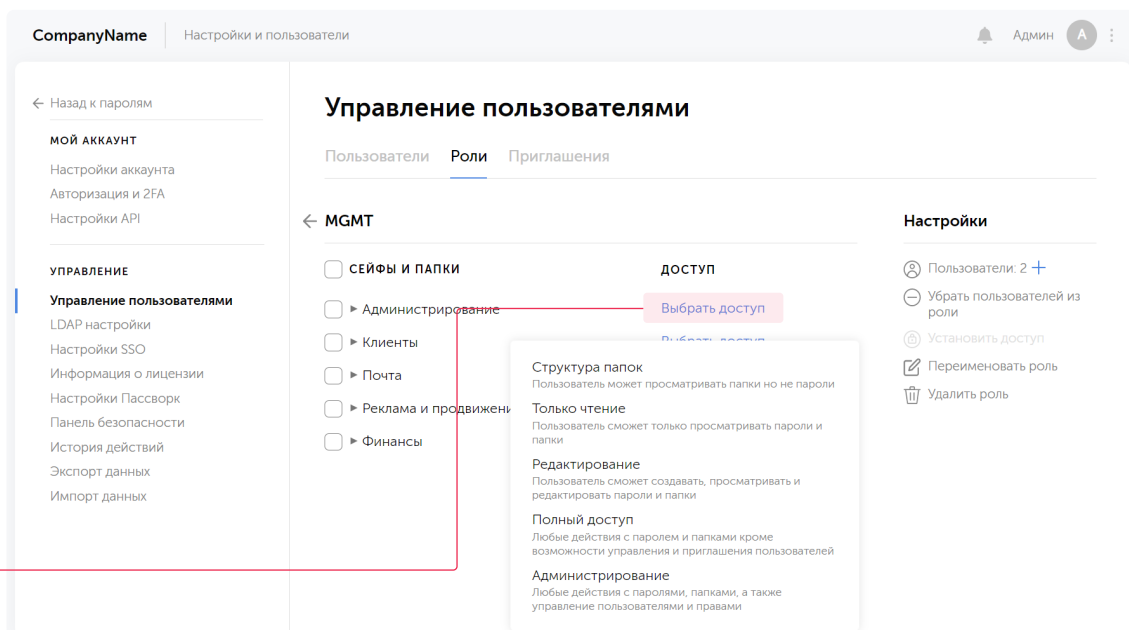 CompanyName
Настройки и пользователи
Админ
А
Назад к паролям
МОЙ АККАУНТ
Настройки аккаунта
Авторизация и 2FA
Настройки API
УПРАВЛЕНИЕ
Управление пользователями
LDAP настройки
Настройки SSO
Информация о лицензии
Настройки Пассворк
Панель безопасности
История действий
Экспорт данных
Импорт данных
Управление пользователями
Пользователи Роли Приглашения
MGMT
СЕЙФЫ И ПАПКИ ДОСТУП
Администрирование Выбрать доступ
Клиенты Выбрать доступ
Почта
Реклама и продвижени
Финансы
Структура папок
Пользователь может просматривать папки но не пароли
Только чтение
Пользователь сможет только просматривать пароли и
папки
Редактирование
Пользователь сможет создавать, просматривать и
редактировать пароли и папки
Полный доступ
Любые действия с паролем и папками кроме
возможности управления и приглашения пользователей
Администрирование
Любые действия с паролями, папками, а также
управление пользователями и правами
Настройки
Пользователи: 2 +
Убрать пользователей из
роли
Установить доступ
Переименовать роль
Удалить роль